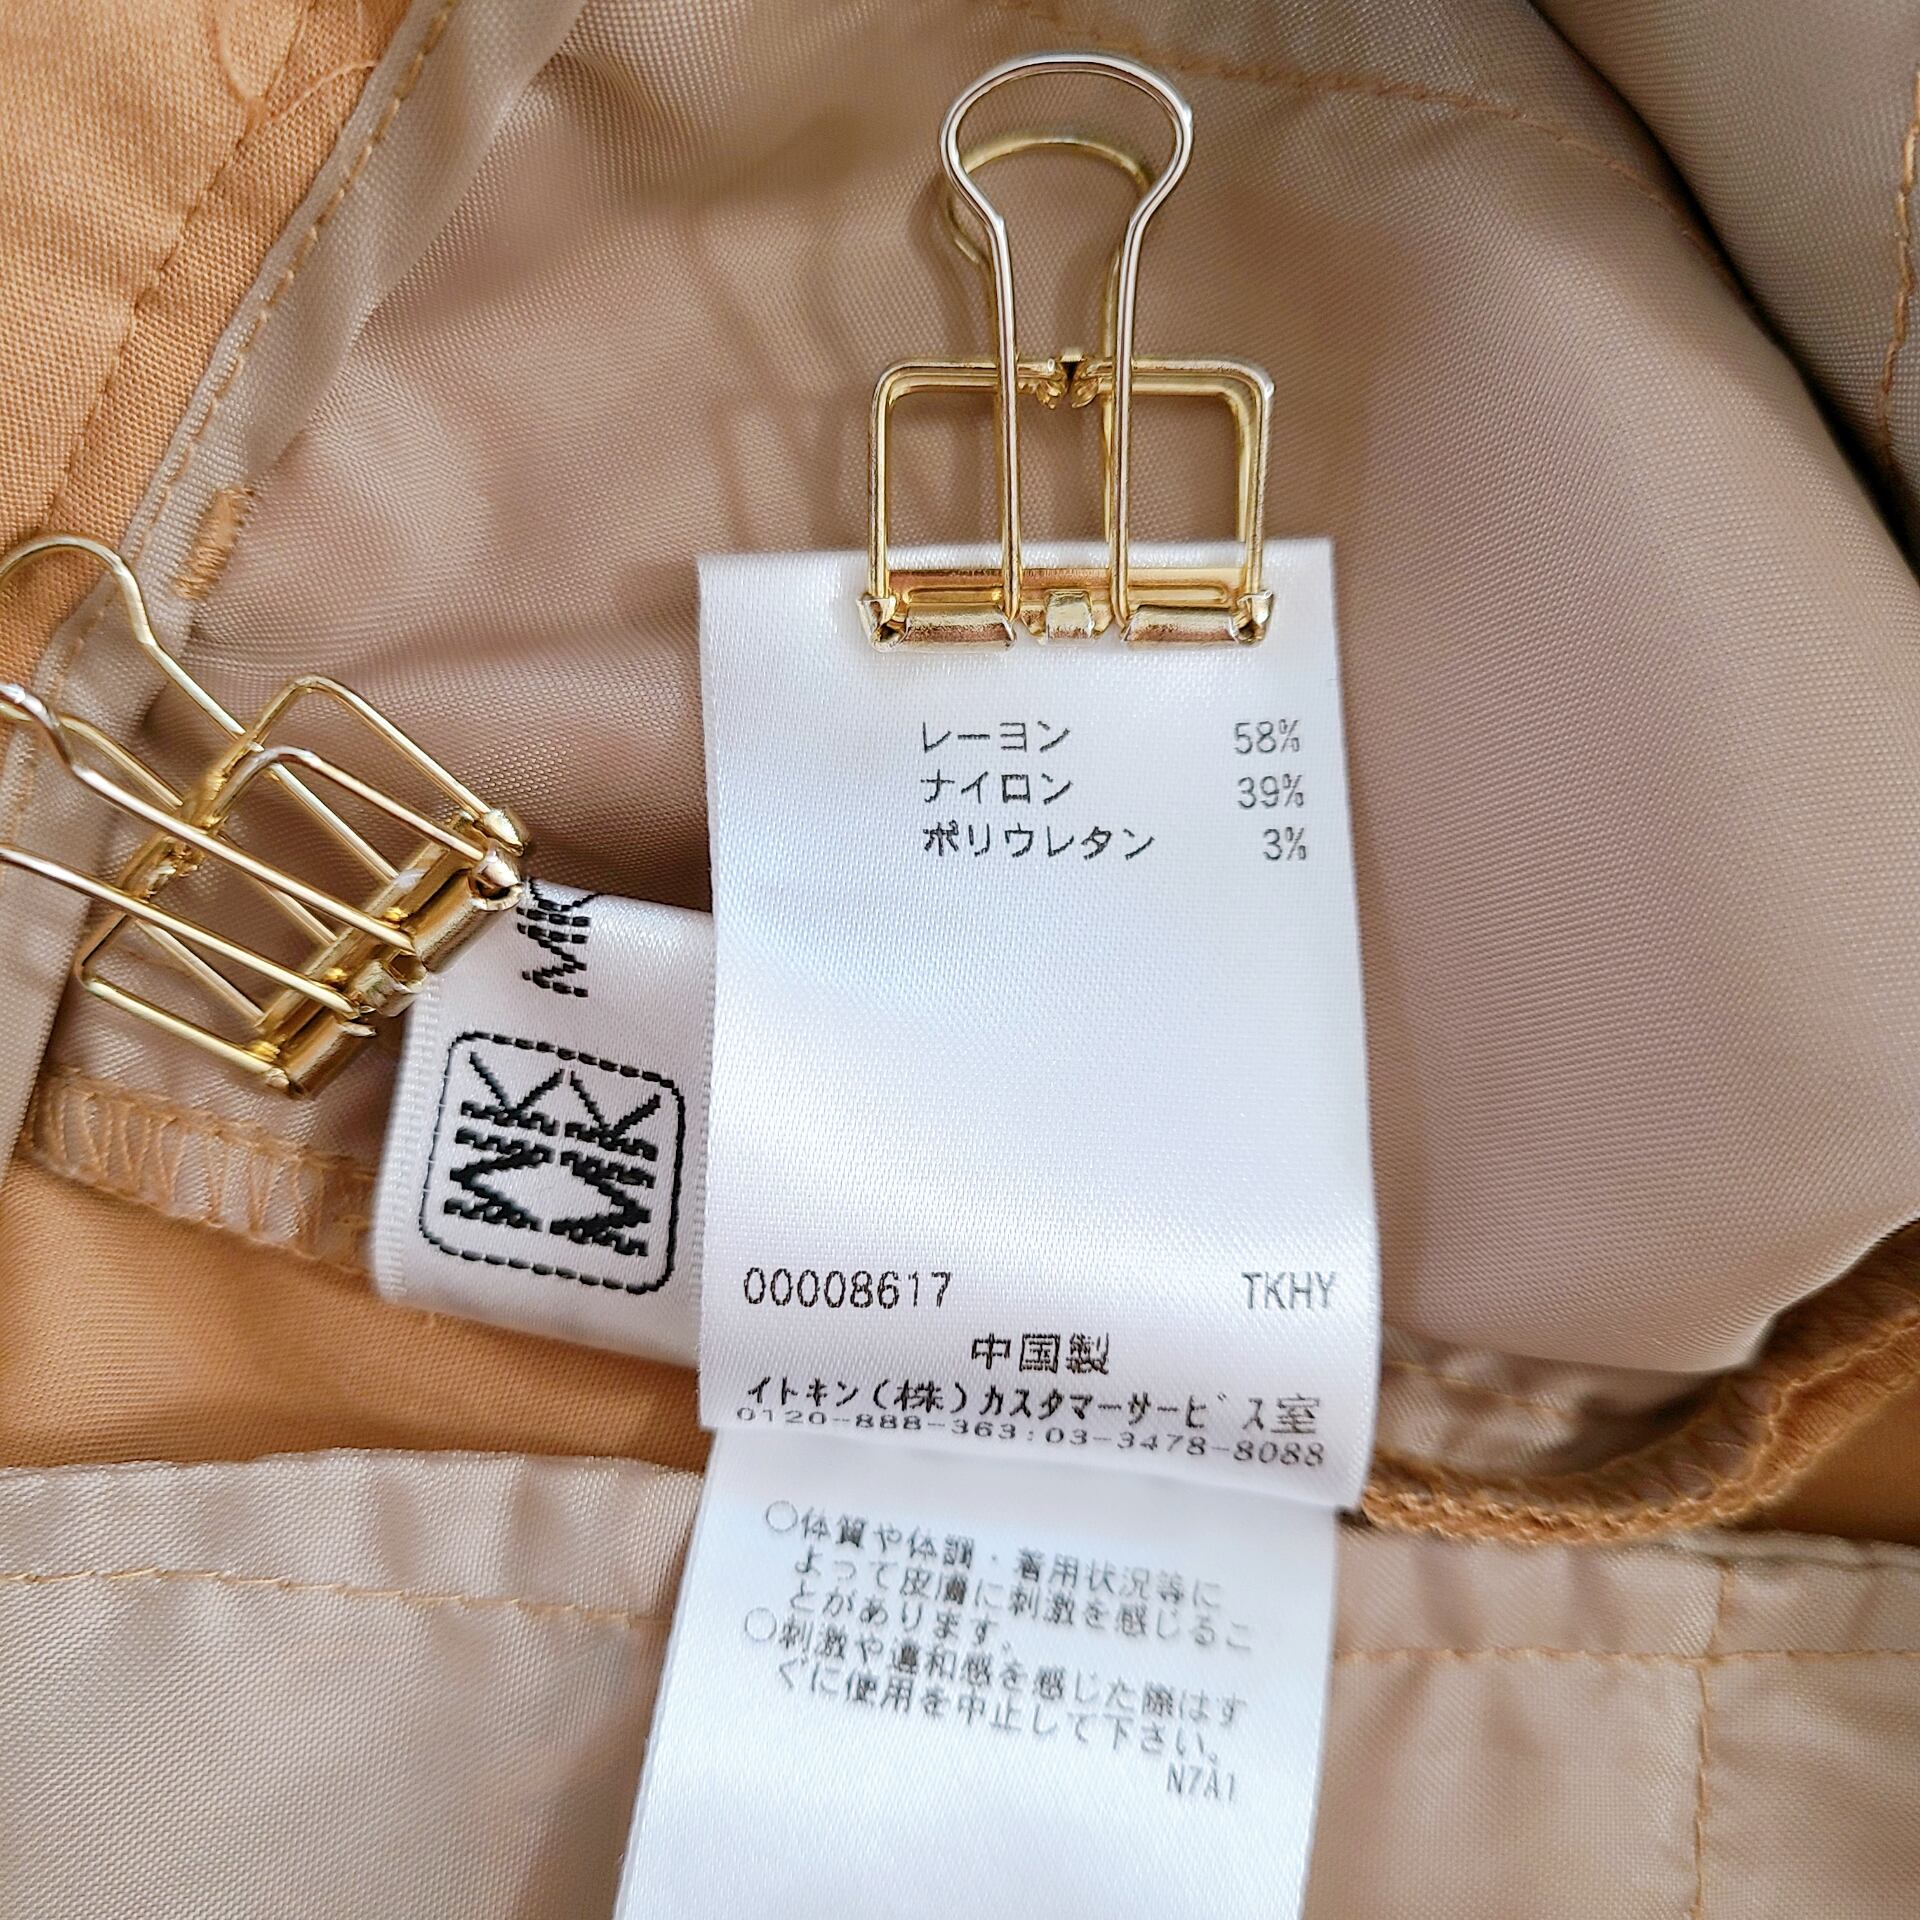 レーヨン 58%
ナイロン 39%
ポリウレタン 3%
00008617 TKHY
中国製
イトキン(株)カスタマーサービス室
0120-888-363:03-3478-8088
○体質や体調・着用状況等に
よって皮膚に刺激を感じるこ
とがあります。
○刺激や違和感を感じた際はす
ぐに使用を中止して下さい。
N7A1